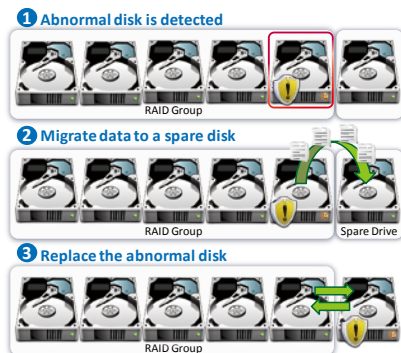 1 Abnormal disk is detected
RAID Group
2 Migrate data to a spare disk
RAID Group
Spare Drive
3 Replace the abnormal disk
RAID Group